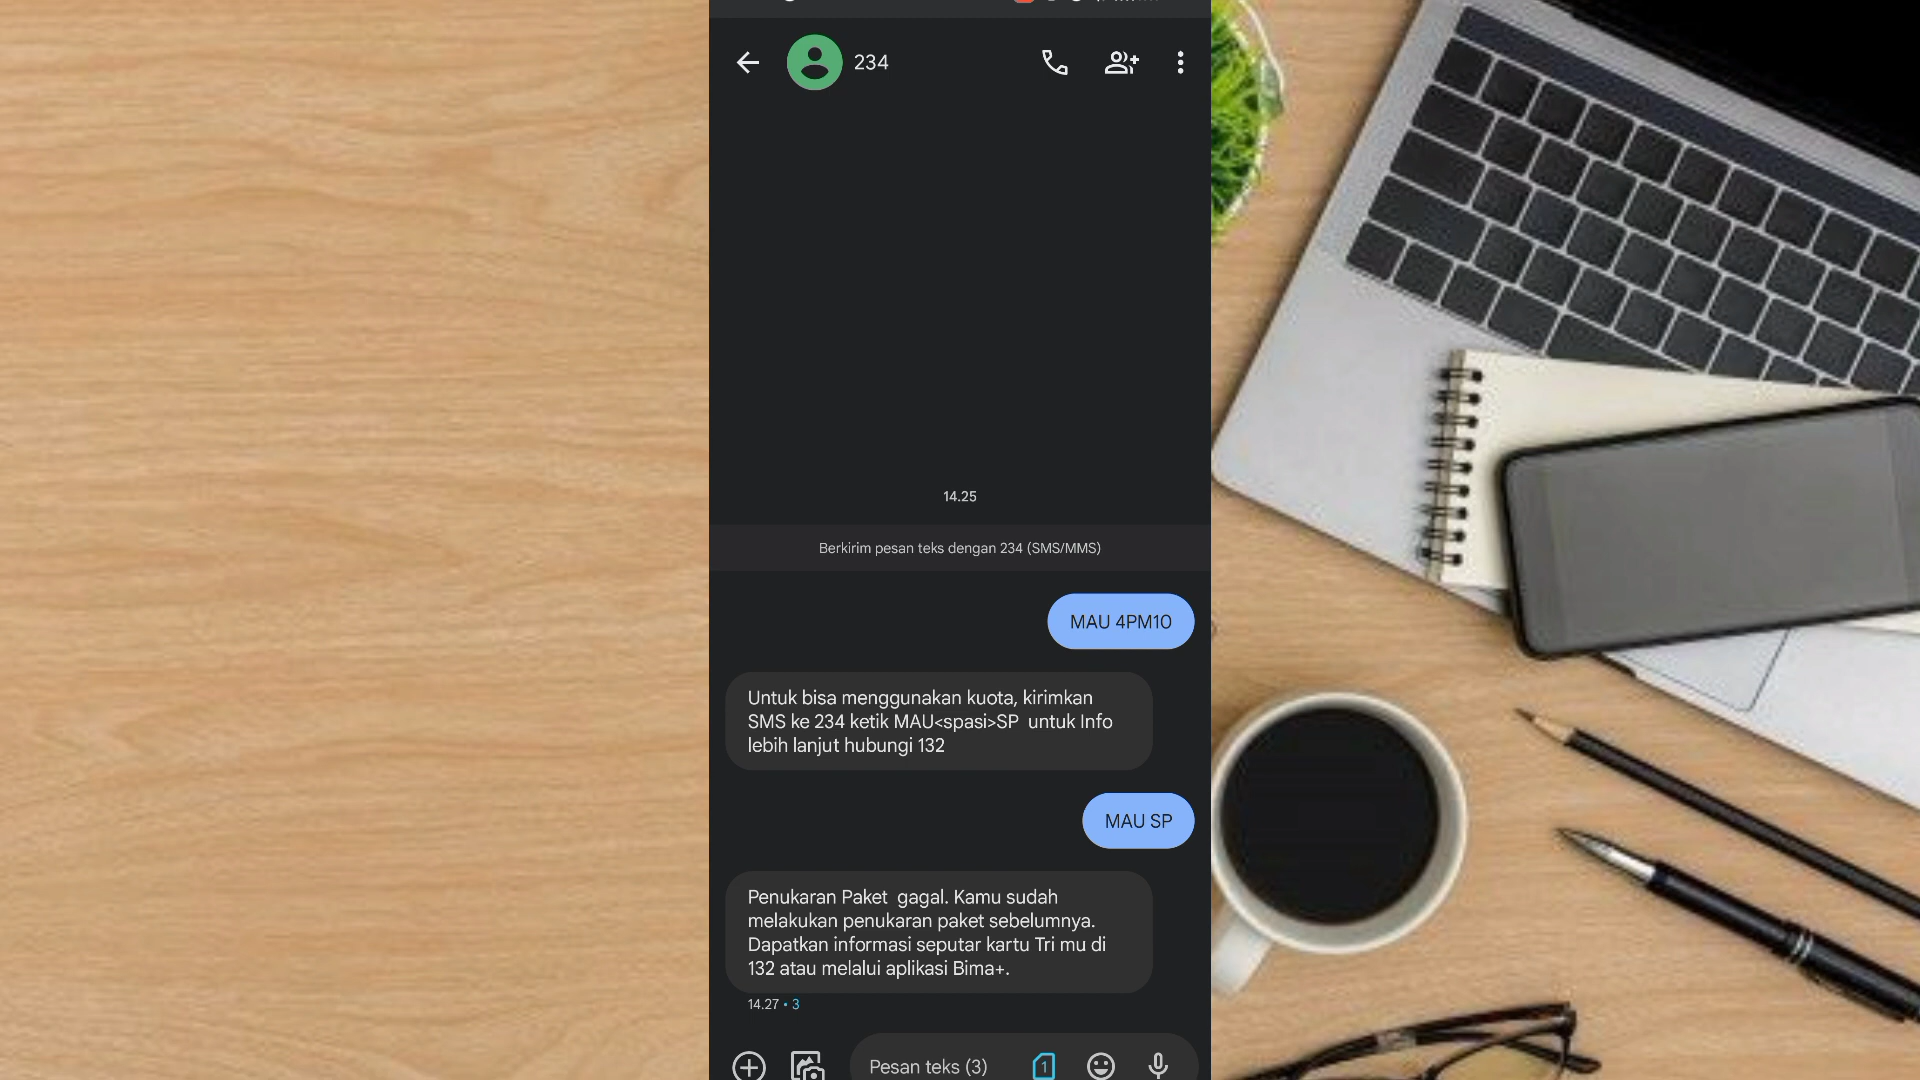 234
14.25
Berkirim pesan teks dengan 234 (SMS/MMS)
MAU 4PM10
Untuk bisa menggunakan kuota, kirimkan
SMS ke 234 ketik MAU<spasi>SP  untuk Info
lebih lanjut hubungi 132
MAU SP
Penukaran Paket  gagal. Kamu sudah
melakukan penukaran paket sebelumnya.
Dapatkan informasi seputar kartu Tri mu di
132 atau melalui aplikasi Bima+.
14.27 • 3
Pesan teks (3)
1